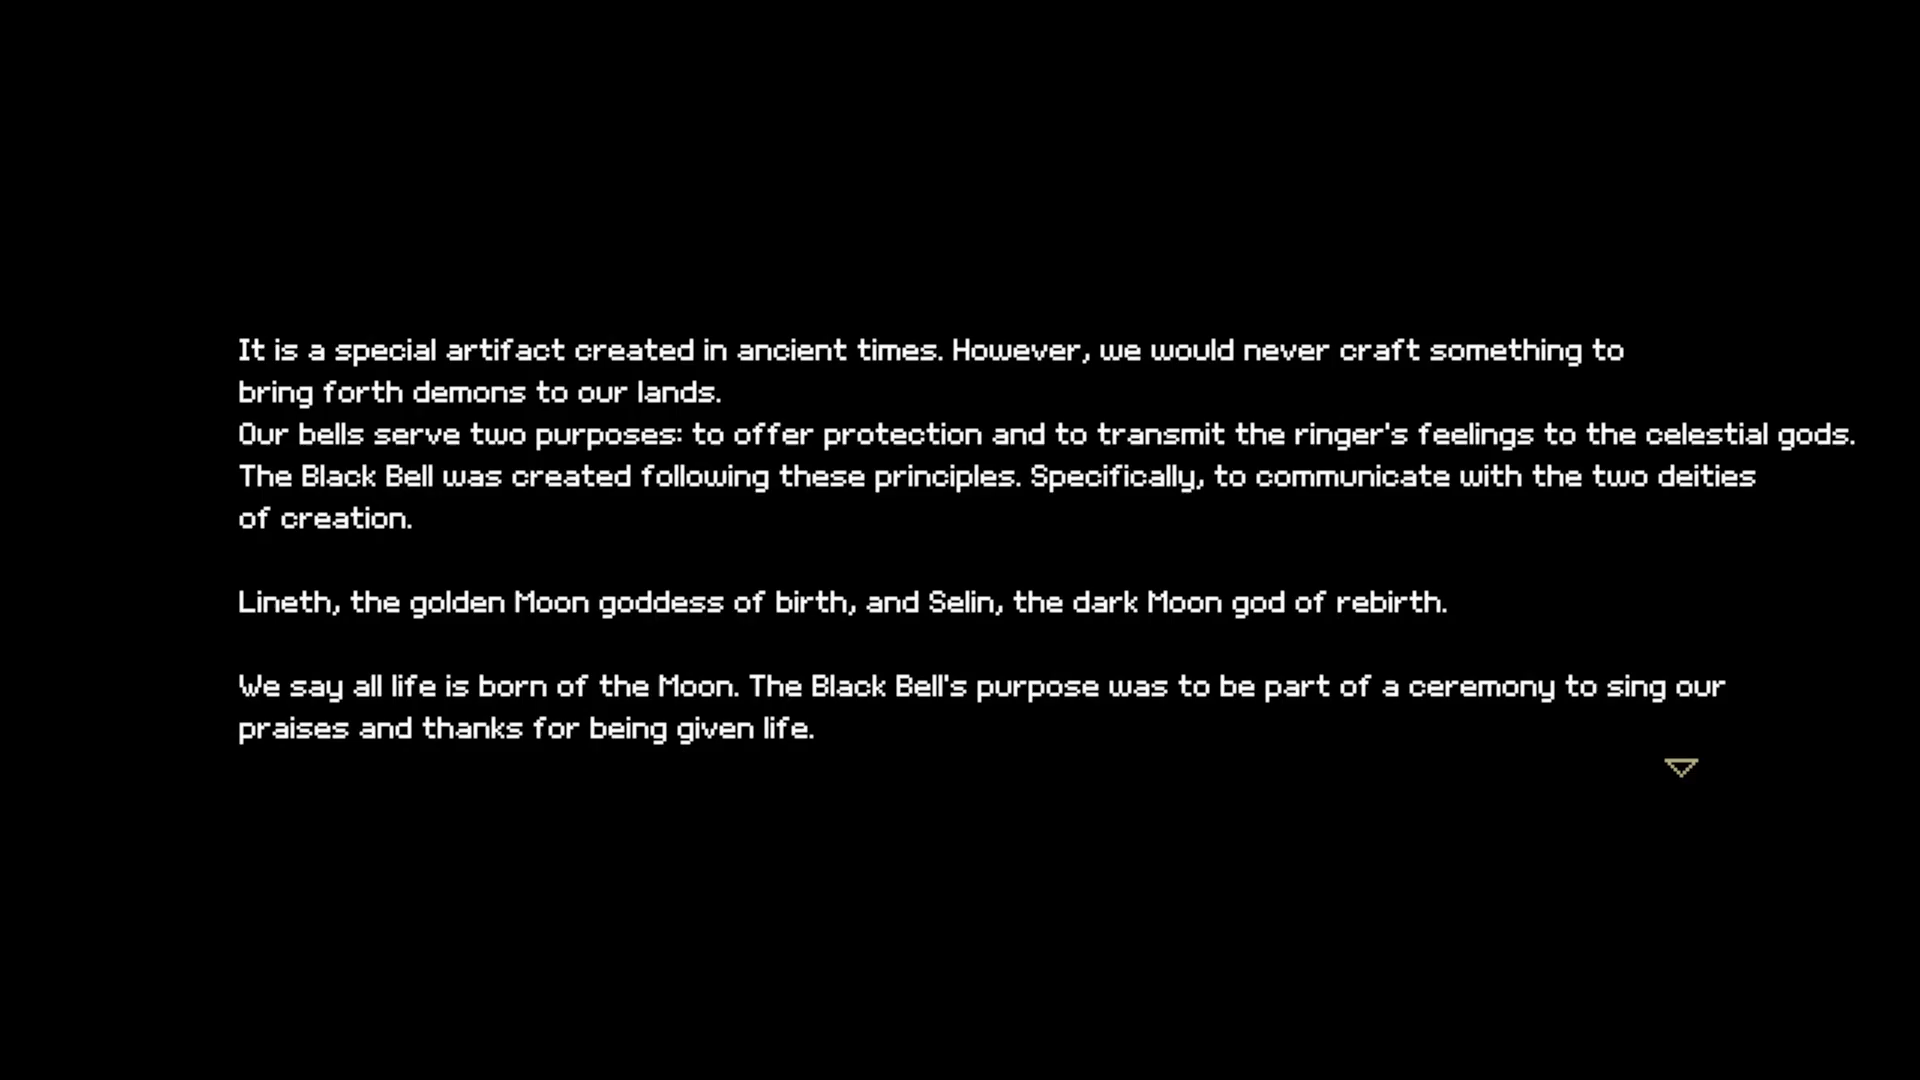 It is a special artifact created in ancient times. However, we would never craft something to
bring forth demons to our lands.
Our bells serve two purposes: to offer protection and to transmit the ringer's feelings to the celestial gods.
The Black Bell was created following these principles. Specifically, to communicate with the two deities
of creation.
Lineth, the golden Moon goddess of birth, and Selin, the dark Moon god of rebirth.
We say all life is born of the Moon. The Black Bell's purpose was to be part of a ceremony to sing our
praises and thanks for being given life.